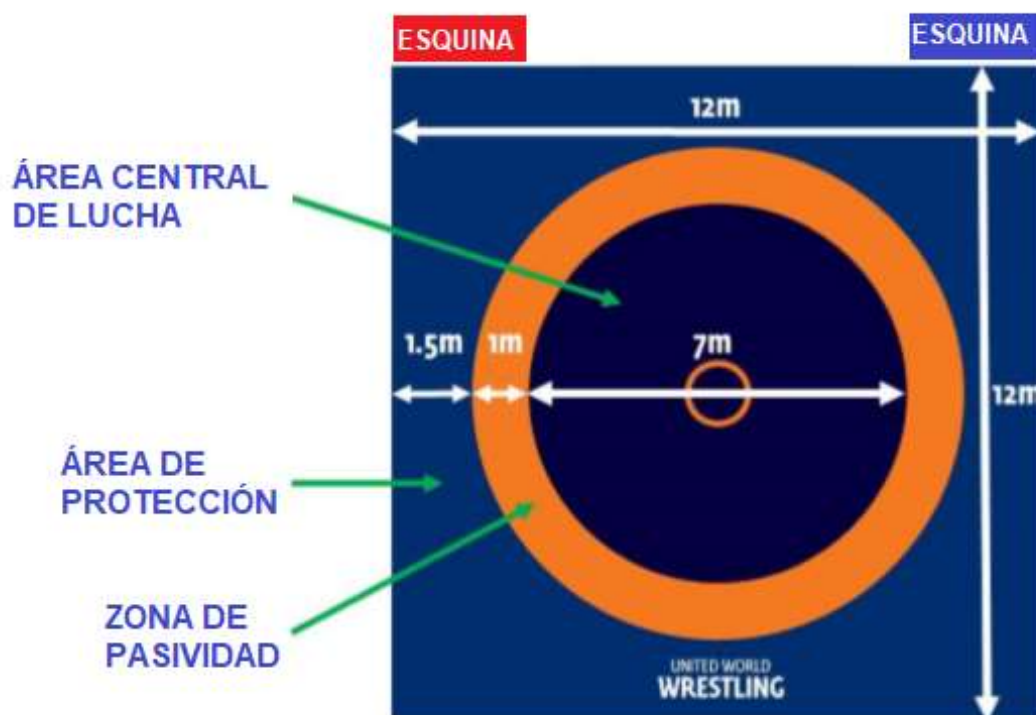 ESQUINA
ESQUINA
12m
ÁREA CENTRAL
DE LUCHA
1.5m
1m
7m
12m
ÁREA DE
PROTECCIÓN
ZONA DE
PASIVIDAD
UNITED WORLD
WRESTLING